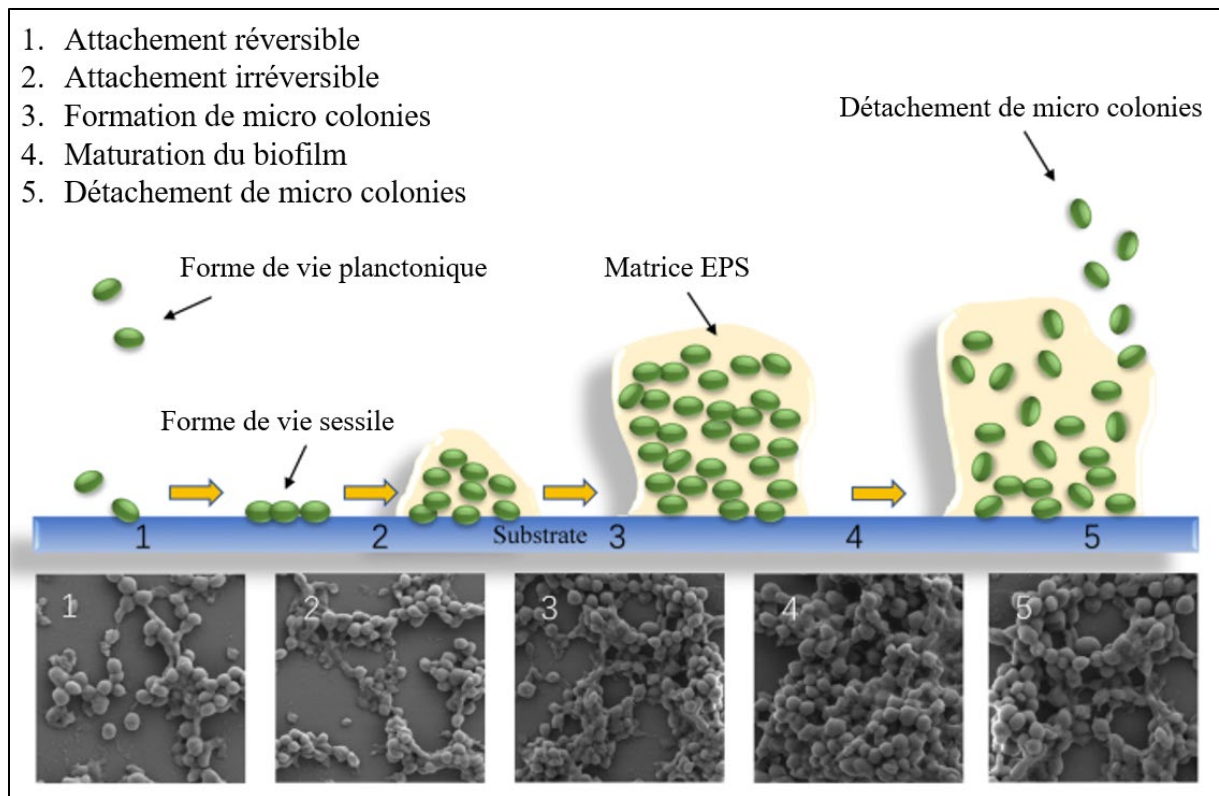 1. Attachement réversible
2. Attachement irréversible
3. Formation de micro colonies
4. Maturation du biofilm
5. Détachement de micro colonies
Détachement de micro colonies
Forme de vie planctonique
Matrice EPS
Forme de vie sessile
1 2 Substrate 3 4 5
1 2 3 4 5